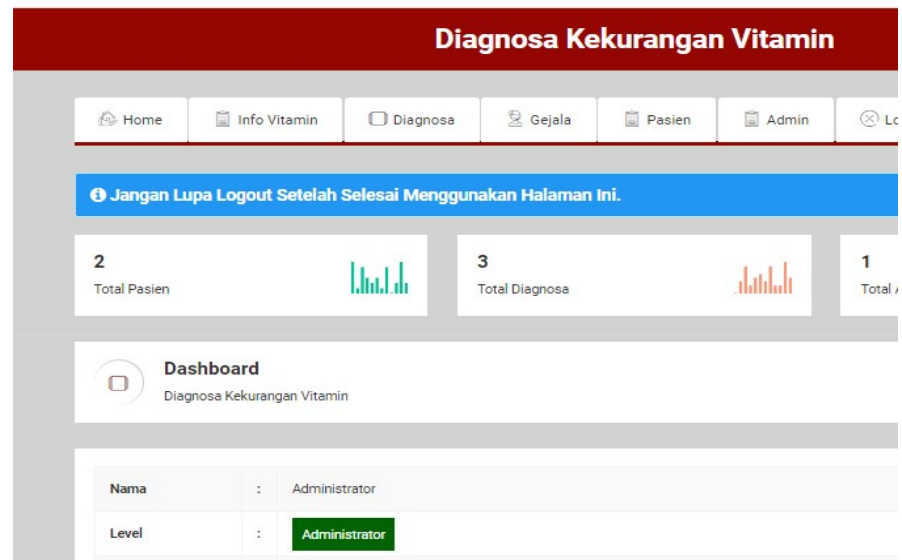 Diagnosa Kekurangan Vitamin
Home Info Vitamin Diagnosa Gejala Pasien Admin
Jangan Lupa Logout Setelah Selesai Menggunakan Halaman Ini.
2 3 1
Total Pasien Total Diagnosa Total
Dashboard
Diagnosa Kekurangan Vitamin
Nama : Administrator
Level : Administrator